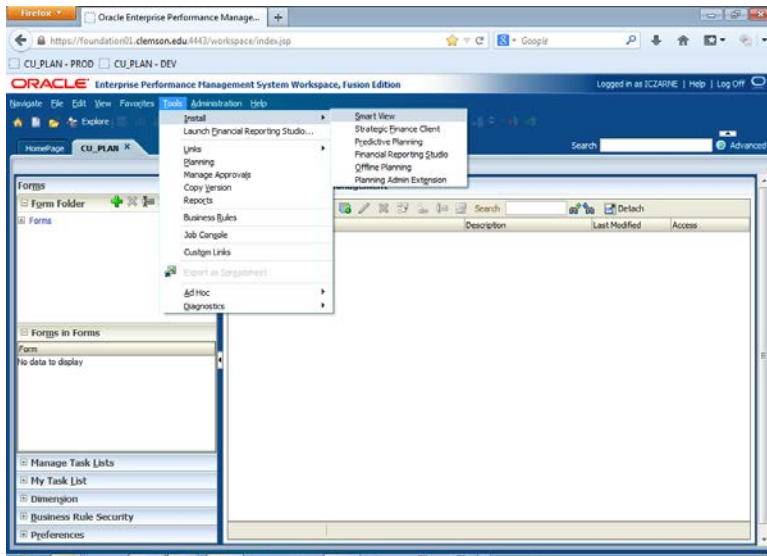 Firefox
Oracle Enterprise Performance Manage...
https://foundation01.clemson.edu:4443/workspace/index.jsp
Google
CU_PLAN - PROD CU_PLAN - DEV
ORACLE Enterprise Performance Management System Workspace, Fusion Edition
Logged in as ICZARNE | Help | Log Off
Navigate File Edit View Favorites Tools Administration Help
Explore
HomePage CU_PLAN
Search Advanced
Install
Launch Financial Reporting Studio...
Links
Planning
Manage Approvals
Copy Version
Reports
Business Rules
Job Console
Custom Links
Export as Spreadsheet
Ad Hoc
Diagnostics
Smart View
Strategic Finance Client
Predictive Planning
Financial Reporting Studio
Offline Planning
Planning Admin Extension
Forms
Form Folder
Forms
Search Detach
Description Last Modified Access
Forms in Forms
Form
No data to display
Manage Task Lists
My Task List
Dimension
Business Rule Security
Preferences